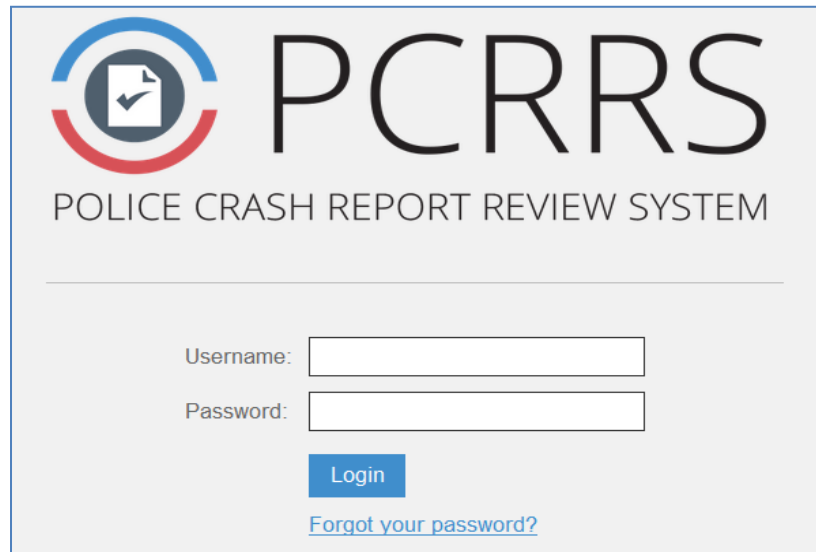 PCRRS
POLICE CRASH REPORT REVIEW SYSTEM
Username:
Password:
Login
Forgot your password?